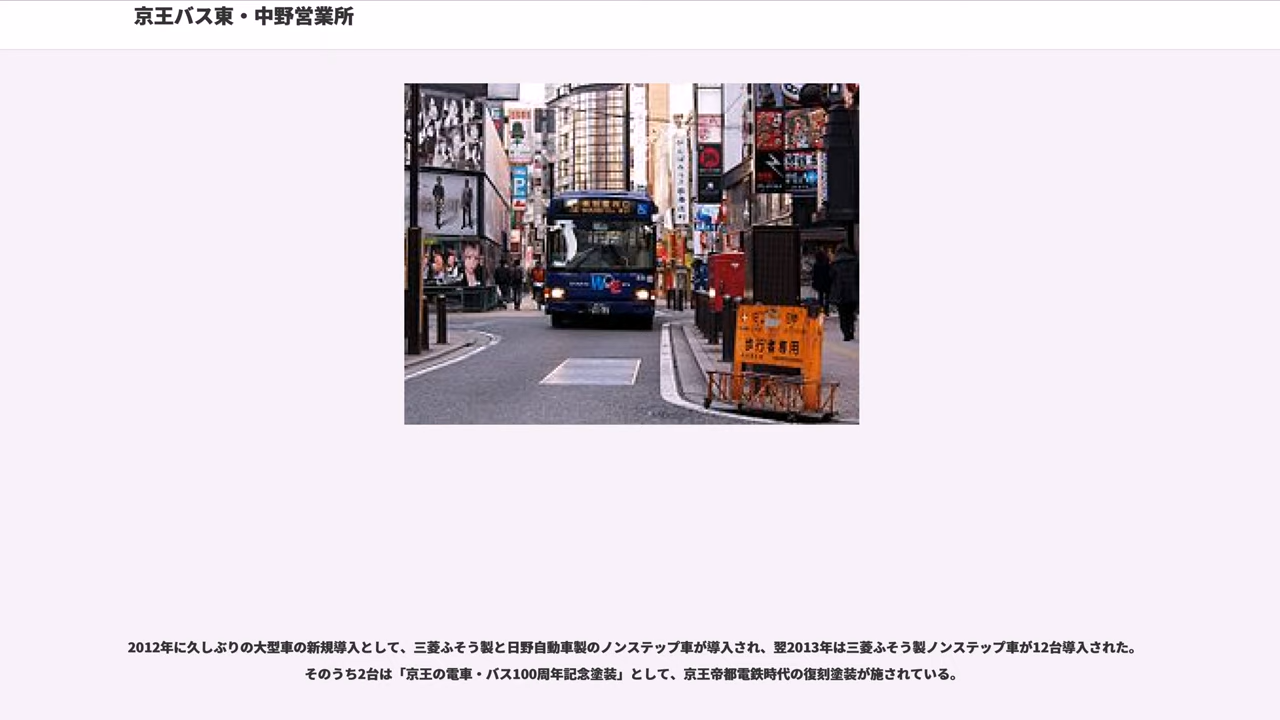 京王バス東・中野営業所
P
歩行者専用
2012年に久しぶりの大型車の新規導入として、三菱ふそう製と日野自動車製のノンステップ車が導入され、翌2013年は三菱ふそう製ノンステップ車が12台導入された。
そのうち2台は「京王の電車・バス100周年記念塗装」として、京王帝都電鉄時代の復刻塗装が施されている。